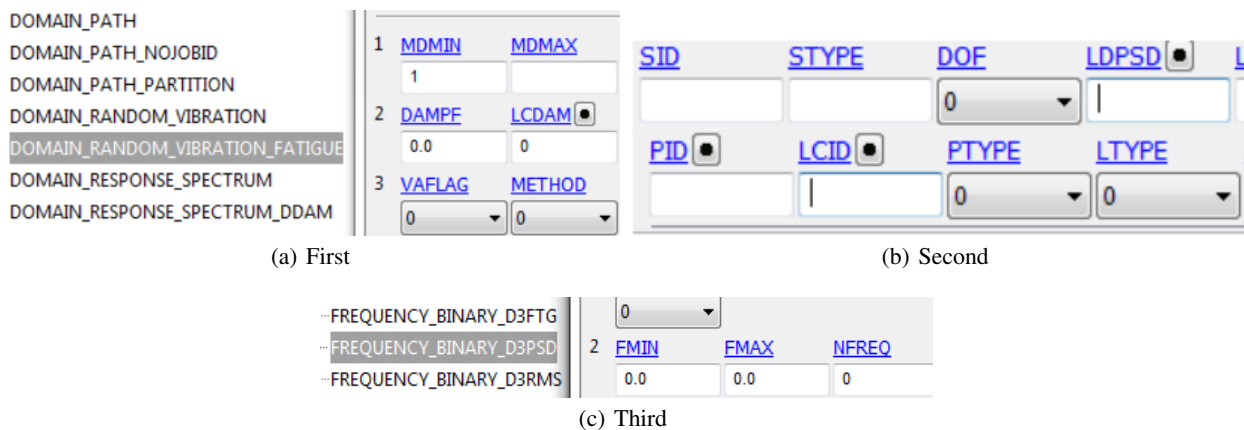 DOMAIN_PATH
DOMAIN_PATH_NOJOBID
DOMAIN_PATH_PARTITION
DOMAIN_RANDOM_VIBRATION
DOMAIN_RANDOM_VIBRATION_FATIGUE
DOMAIN_RESPONSE_SPECTRUM
DOMAIN_RESPONSE_SPECTRUM_DDAM
1 MDMIN MDMAX
1
2 DAMPF LCDAM
0.0 0
3 VAFLAG METHOD
0 0
(a) First
SID STYPE DOF LDPSD L
0
PID LCID PTYPE LTYPE
0 0
(b) Second
FREQUENCY_BINARY_D3FTG
FREQUENCY_BINARY_D3PSD
FREQUENCY_BINARY_D3RMS
0
2 FMIN FMAX NFREQ
0.0 0.0 0
(c) Third